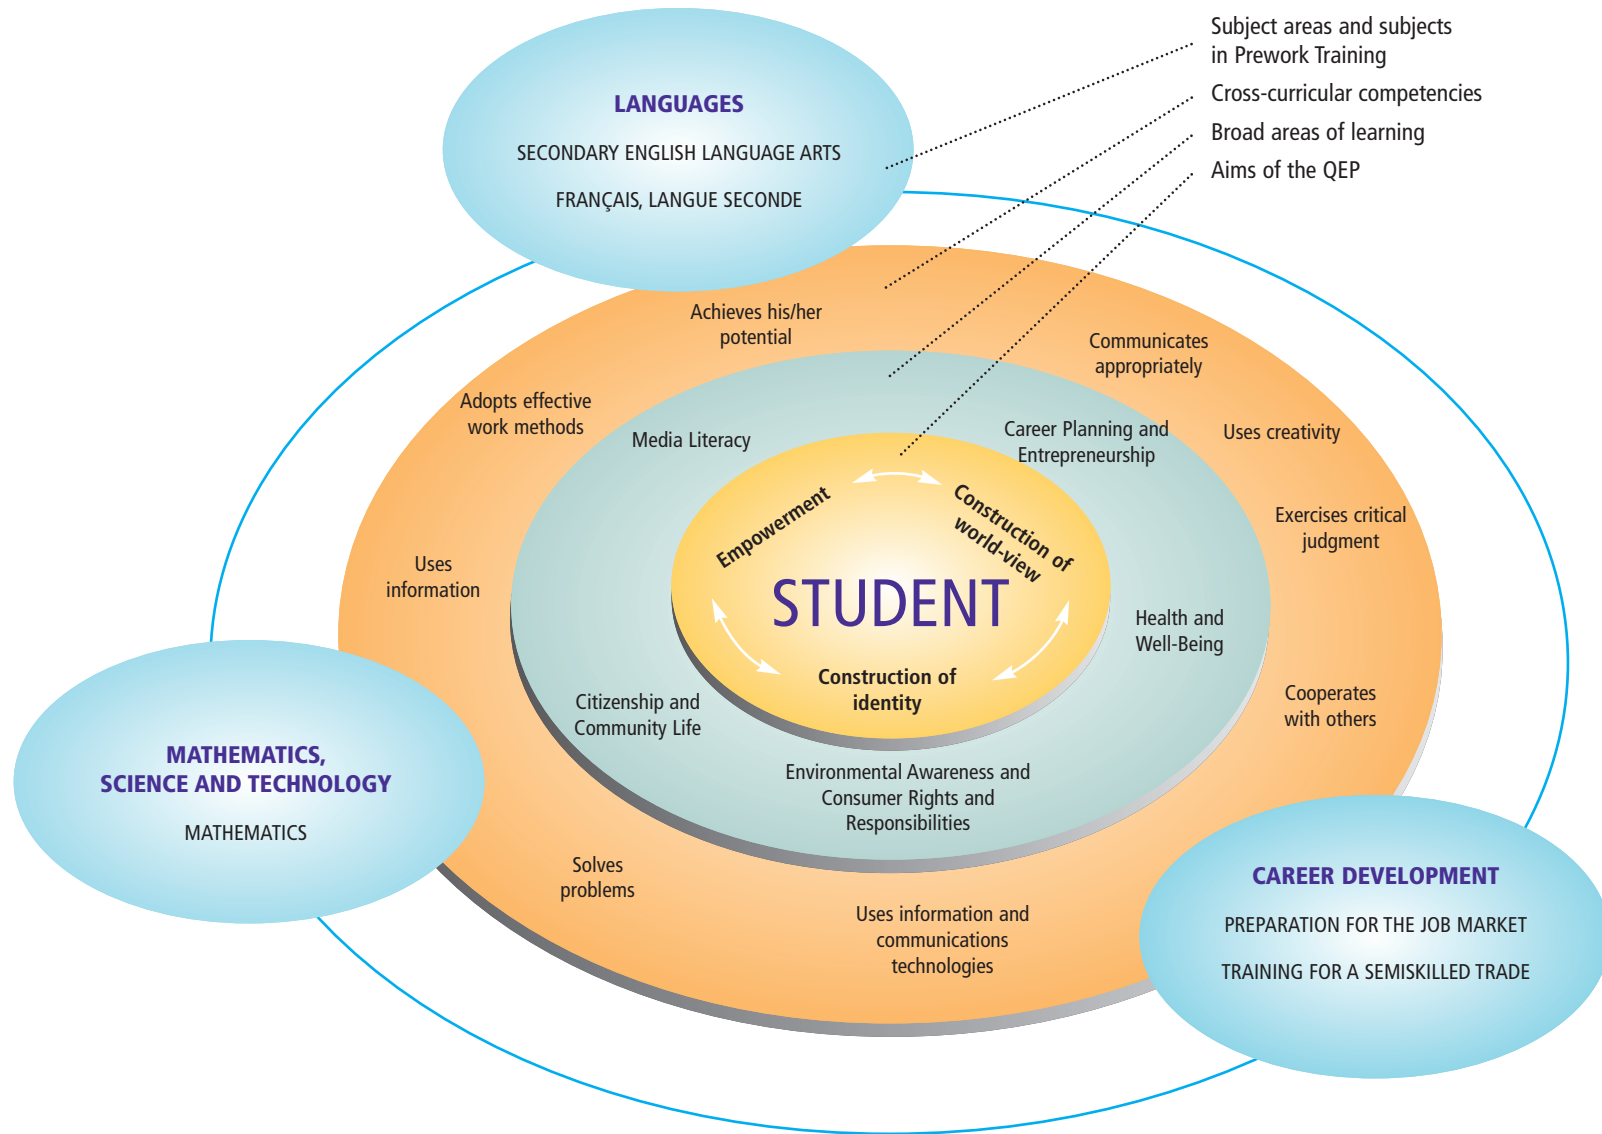 Subject areas and subjects
in Prework Training
Cross-curricular competencies
Broad areas of learning
Aims of the QEP
LANGUAGES
SECONDARY ENGLISH LANGUAGE ARTS
FRANÇAIS, LANGUE SECONDE
Achieves his/her
potential
Communicates
appropriately
Adopts effective
work methods
Uses creativity
Media Literacy
Career Planning and
Entrepreneurship
Exercises critical
judgment
Uses
information
Empowerment
Construction of
world-view
STUDENT
Construction of
identity
Health and
Well-Being
Cooperates
with others
Citizenship and
Community Life
Environmental Awareness and
Consumer Rights and
Responsibilities
MATHEMATICS,
SCIENCE AND TECHNOLOGY
MATHEMATICS
Solves
problems
Uses information and
communications
technologies
CAREER DEVELOPMENT
PREPARATION FOR THE JOB MARKET
TRAINING FOR A SEMISKILLED TRADE